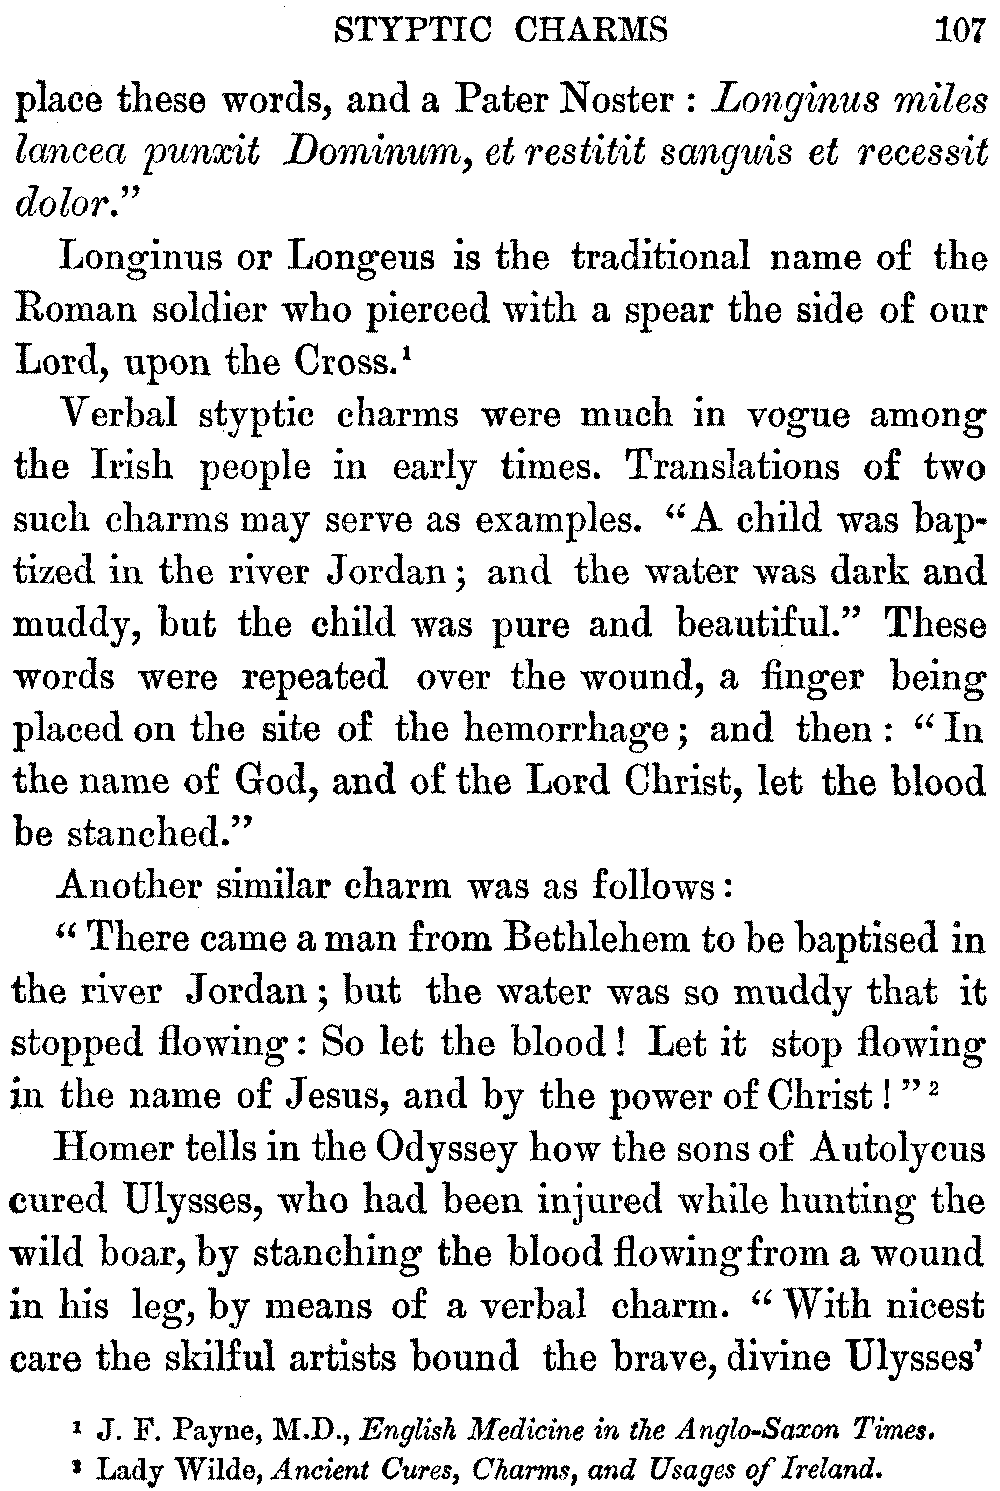 STYPTIC CHARMS 107
place these words, and a Pater Noster : Longinus miles
lancea punxit Dominum, et restitit sanguis et recessit
dolor.”
Longinus or Longeus is the traditional name of the
Roman soldier who pierced with a spear the side of our
Lord, upon the Cross.¹
Verbal styptic charms were much in vogue among
the Irish people in early times. Translations of two
such charms may serve as examples. “A child was bap-
tized in the river Jordan; and the water was dark and
muddy, but the child was pure and beautiful.” These
words were repeated over the wound, a finger being
placed on the site of the hemorrhage; and then : “In
the name of God, and of the Lord Christ, let the blood
be stanched.”
Another similar charm was as follows:
“There came a man from Bethlehem to be baptised in
the river Jordan; but the water was so muddy that it
stopped flowing: So let the blood! Let it stop flowing
in the name of Jesus, and by the power of Christ!”²
Homer tells in the Odyssey how the sons of Autolycus
cured Ulysses, who had been injured while hunting the
wild boar, by stanching the blood flowing from a wound
in his leg, by means of a verbal charm. “With nicest
care the skilful artists bound the brave, divine Ulysses’
¹ J. F. Payne, M.D., English Medicine in the Anglo-Saxon Times.
² Lady Wilde, Ancient Cures, Charms, and Usages of Ireland.